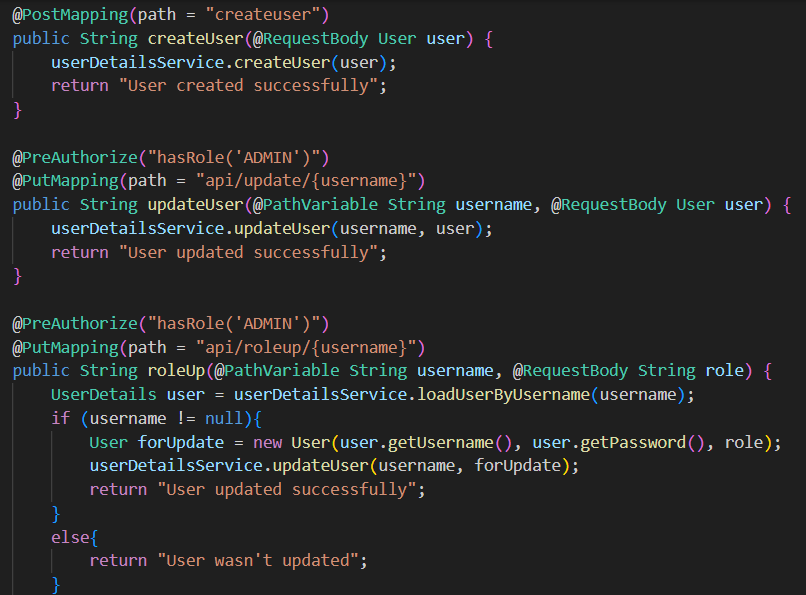 @PostMapping(path = "createuser")
public String createUser(@RequestBody User user) {
    userDetailsService.createUser(user);
    return "User created successfully";
}

@PreAuthorize("hasRole('ADMIN')")
@PutMapping(path = "api/update/{username}")
public String updateUser(@PathVariable String username, @RequestBody User user) {
    userDetailsService.updateUser(username, user);
    return "User updated successfully";
}

@PreAuthorize("hasRole('ADMIN')")
@PutMapping(path = "api/roleup/{username}")
public String roleUp(@PathVariable String username, @RequestBody String role) {
    UserDetails user = userDetailsService.loadUserByUsername(username);
    if (username != null){
        User forUpdate = new User(user.getUsername(), user.getPassword(), role);
        userDetailsService.updateUser(username, forUpdate);
        return "User updated successfully";
    }
    else{
        return "User wasn't updated";
    }